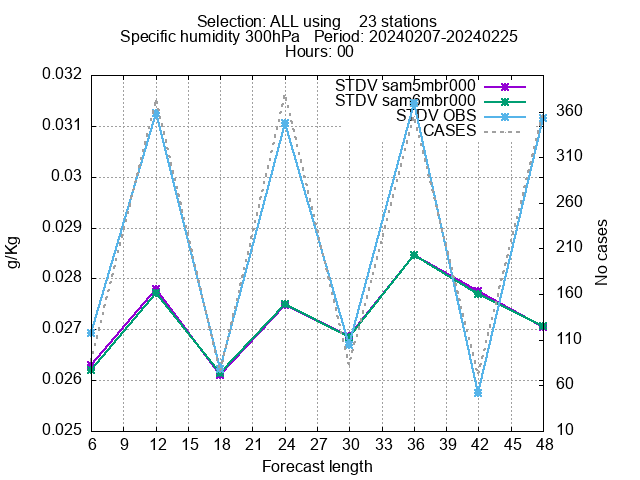 Selection: ALL using    23 stations
Specific humidity 300hPa   Period: 20240207-20240225
Hours: 00
STDV sam5mbr000
STDV sam6mbr000
STDV OBS
CASES
0.032
0.031
0.03
0.029
0.028
0.027
0.026
0.025
g/Kg
360
310
260
210
160
110
60
10
No cases
6 9 12 15 18 21 24 27 30 33 36 39 42 45 48
Forecast length